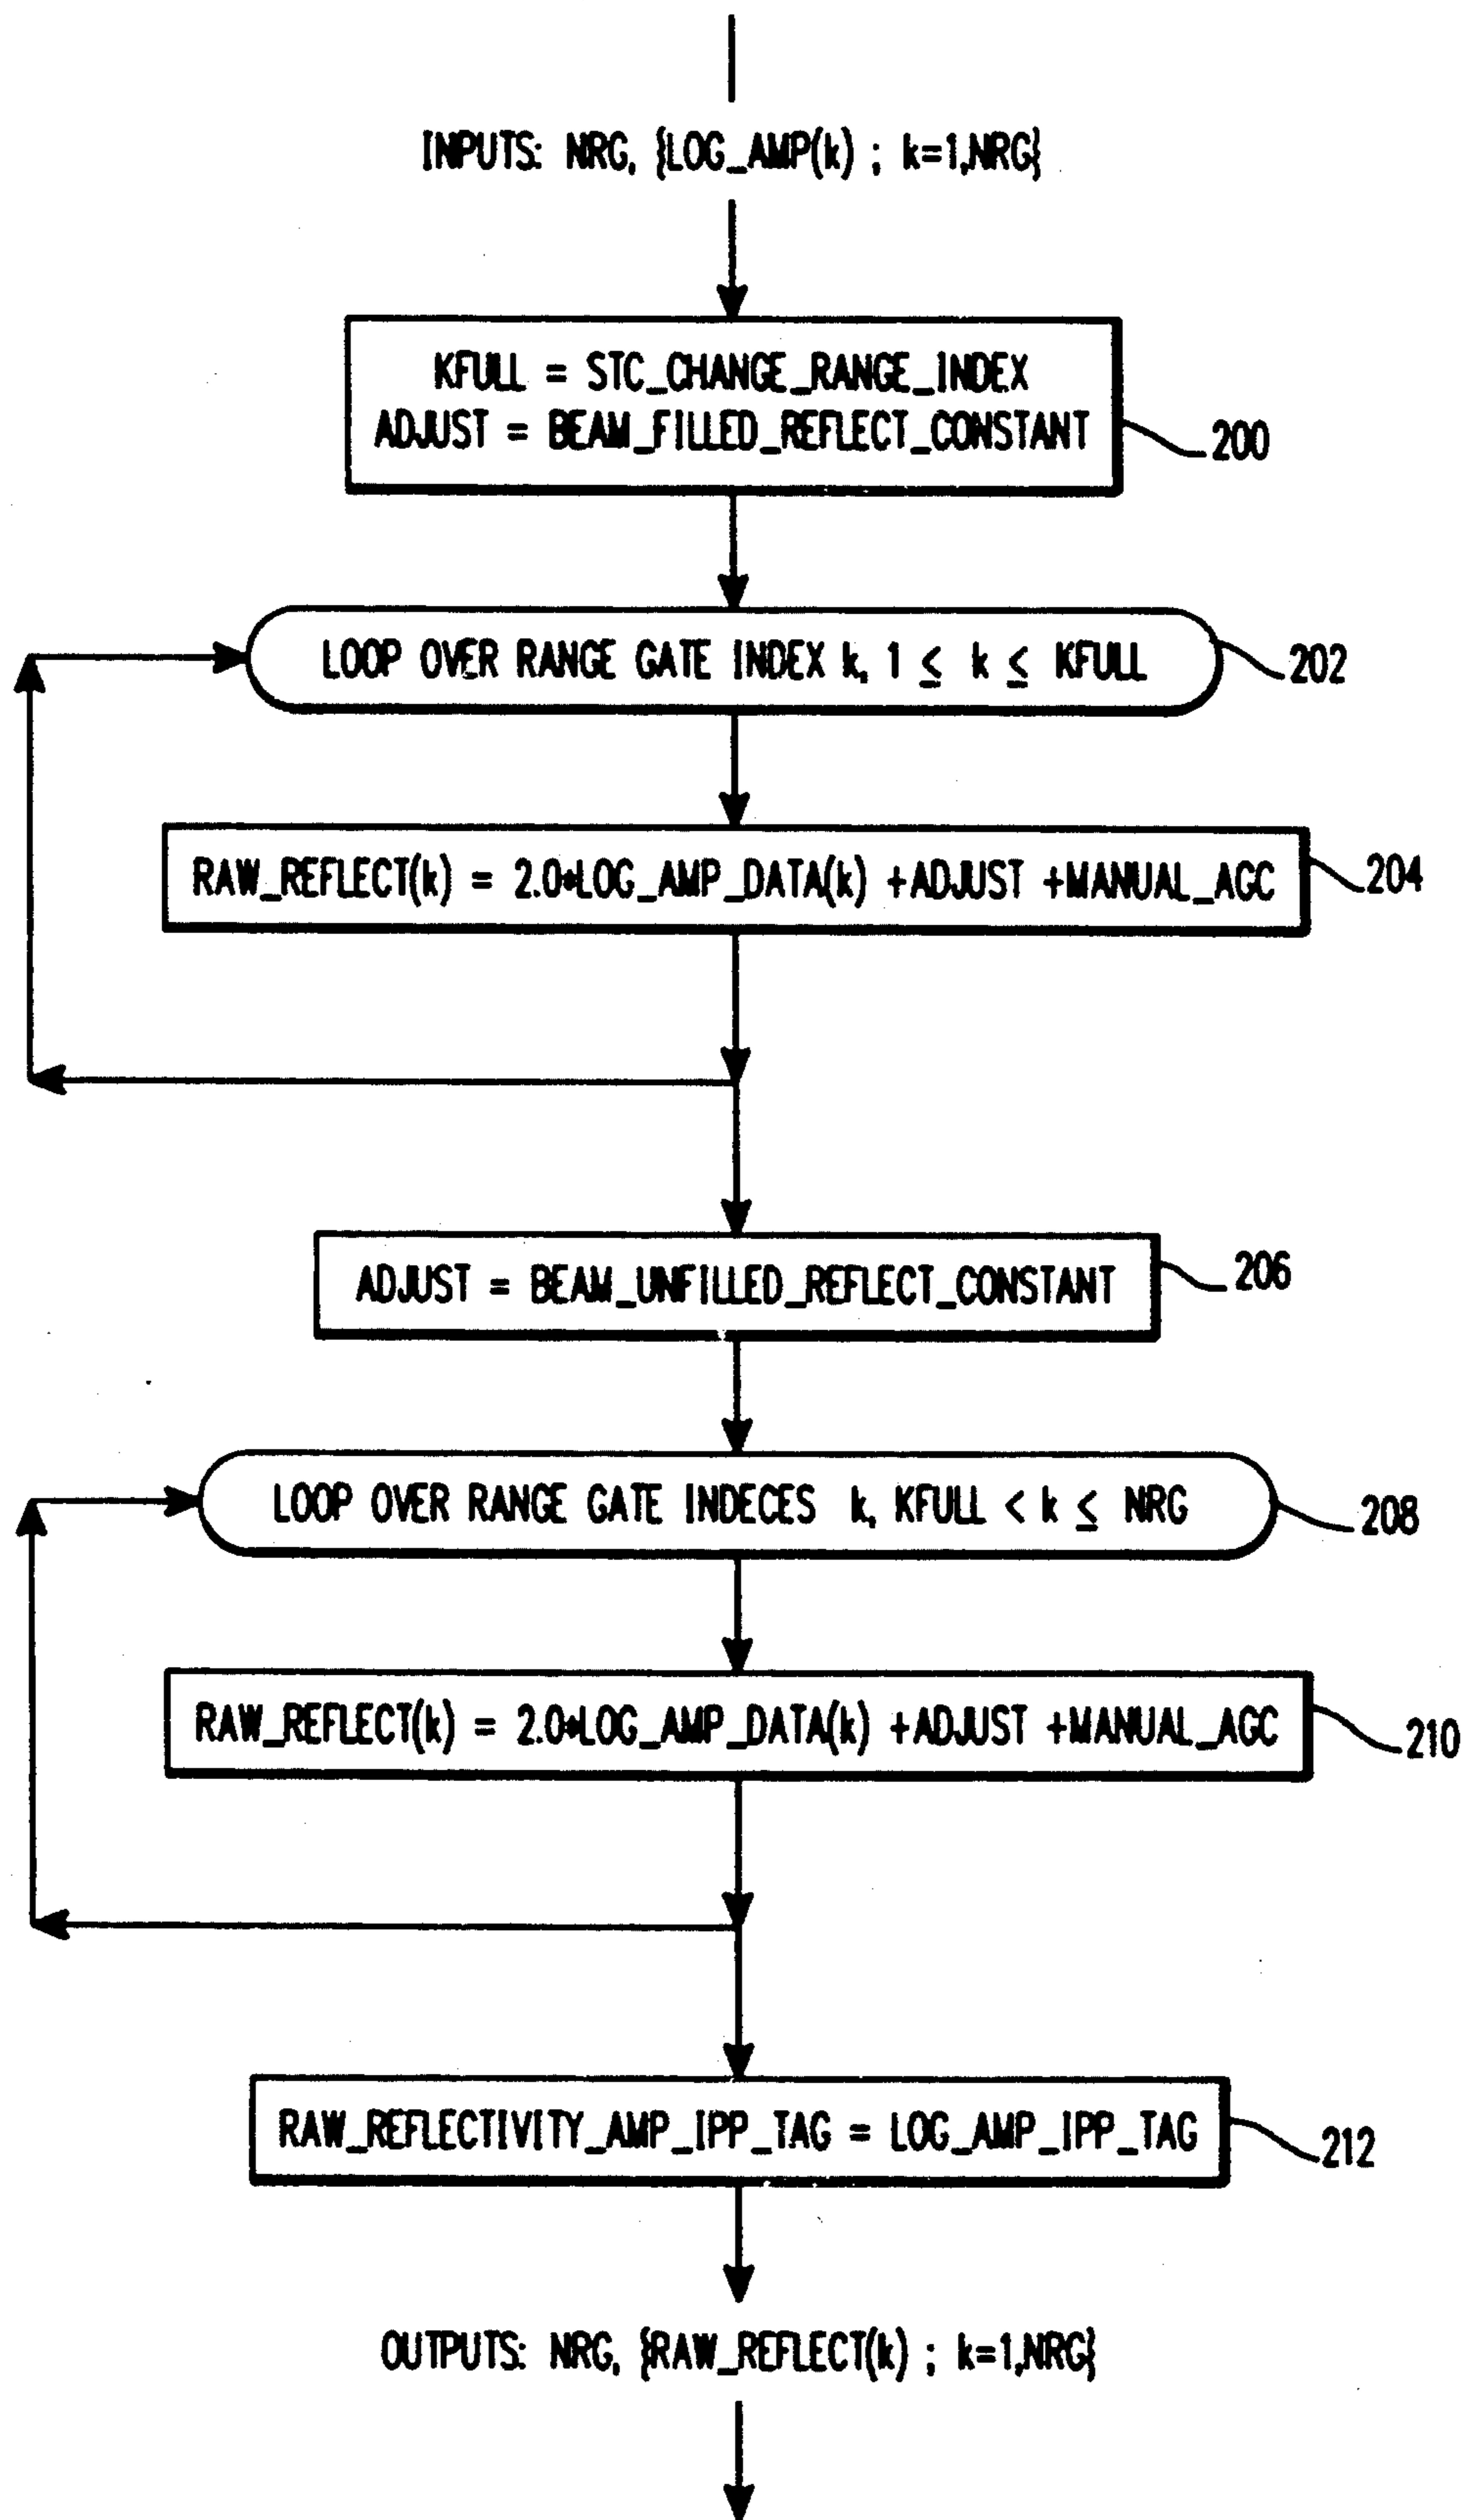 INPUTS: NRG, {LOG_AMP(k) ; k=1,NRG}
KFULL = STC_CHANGE_RANGE_INDEX
ADJUST = BEAM_FILLED_REFLECT_CONSTANT
200
LOOP OVER RANGE GATE INDEX k, 1 ≤ k ≤ KFULL
202
RAW_REFLECT(k) = 2.0*LOG_AMP_DATA(k) +ADJUST +MANUAL_AGC
204
ADJUST = BEAM_UNFILLED_REFLECT_CONSTANT
206
LOOP OVER RANGE GATE INDECES k, KFULL < k ≤ NRG
208
RAW_REFLECT(k) = 2.0*LOG_AMP_DATA(k) +ADJUST +MANUAL_AGC
210
RAW_REFLECTIVITY_AMP_IPP_TAG = LOG_AMP_IPP_TAG
212
OUTPUTS: NRG, {RAW_REFLECT(k) ; k=1,NRG}